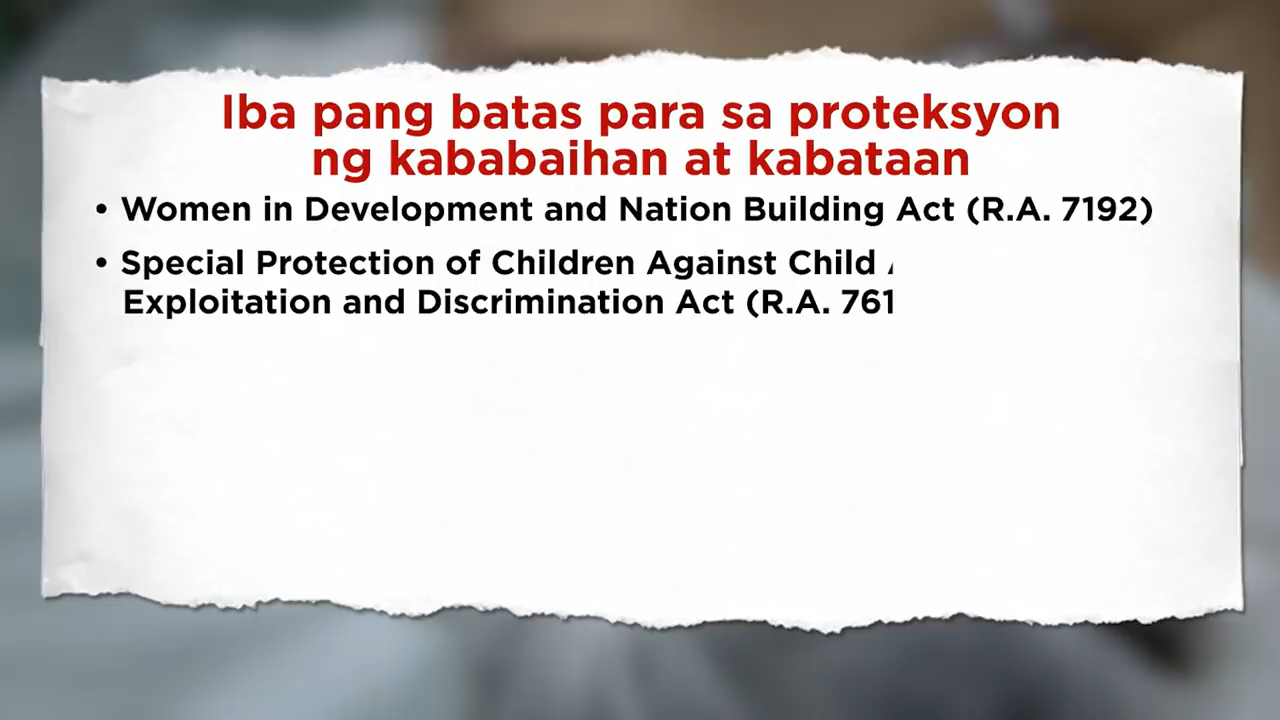 Iba pang batas para sa proteksyon
ng kababaihan at kabataan
• Women in Development and Nation Building Act (R.A. 7192)
• Special Protection of Children Against Child
Exploitation and Discrimination Act (R.A. 761